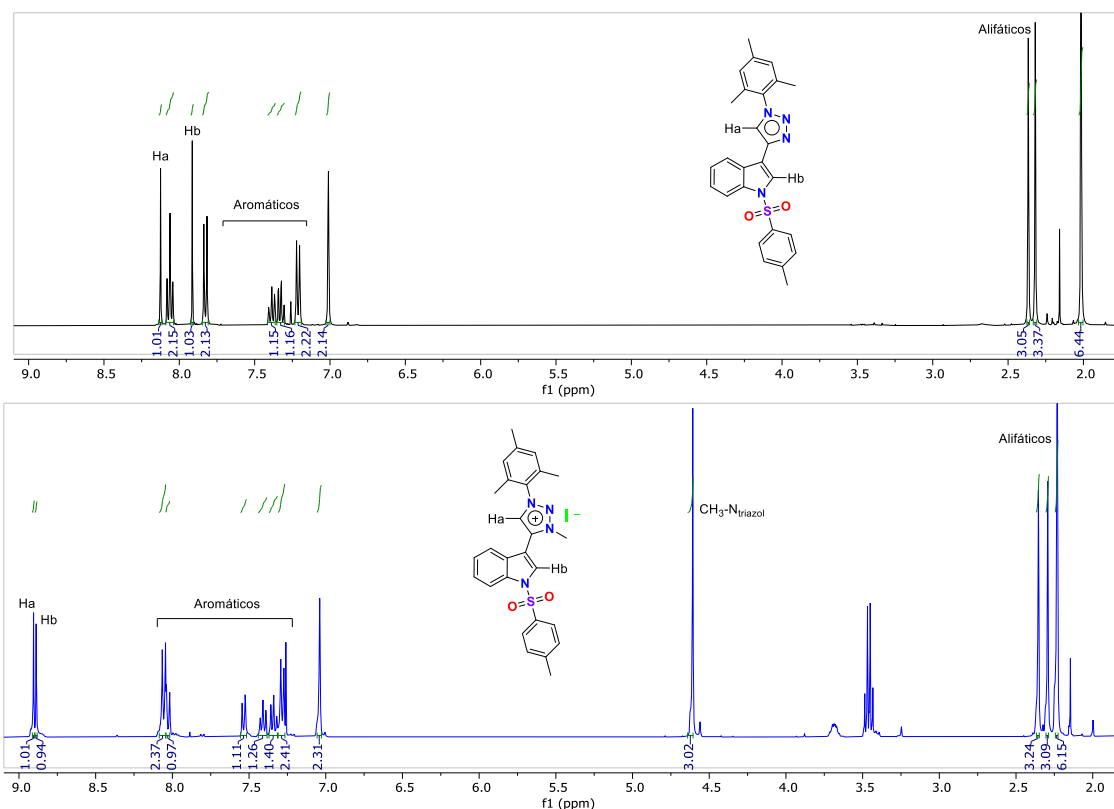 Alifáticos
N
Ha
N
N
Hb
N
O
S
O
Ha
Hb
Aromáticos
1.01
2.15
1.03
2.13
1.15
1.16
2.22
2.14
3.05
3.37
6.44
9.0 8.5 8.0 7.5 7.0 6.5 6.0 5.5 5.0 4.5 4.0 3.5 3.0 2.5 2.0
f1 (ppm)
Alifáticos
N
Ha
N
+
N
I -
Hb
N
O
S
O
CH3-Ntriazol
Ha
Hb
Aromáticos
1.01
0.94
2.37
0.97
1.11
1.26
1.40
2.41
2.31
3.02
3.24
3.09
6.15
9.0 8.5 8.0 7.5 7.0 6.5 6.0 5.5 5.0 4.5 4.0 3.5 3.0 2.5 2.0
f1 (ppm)